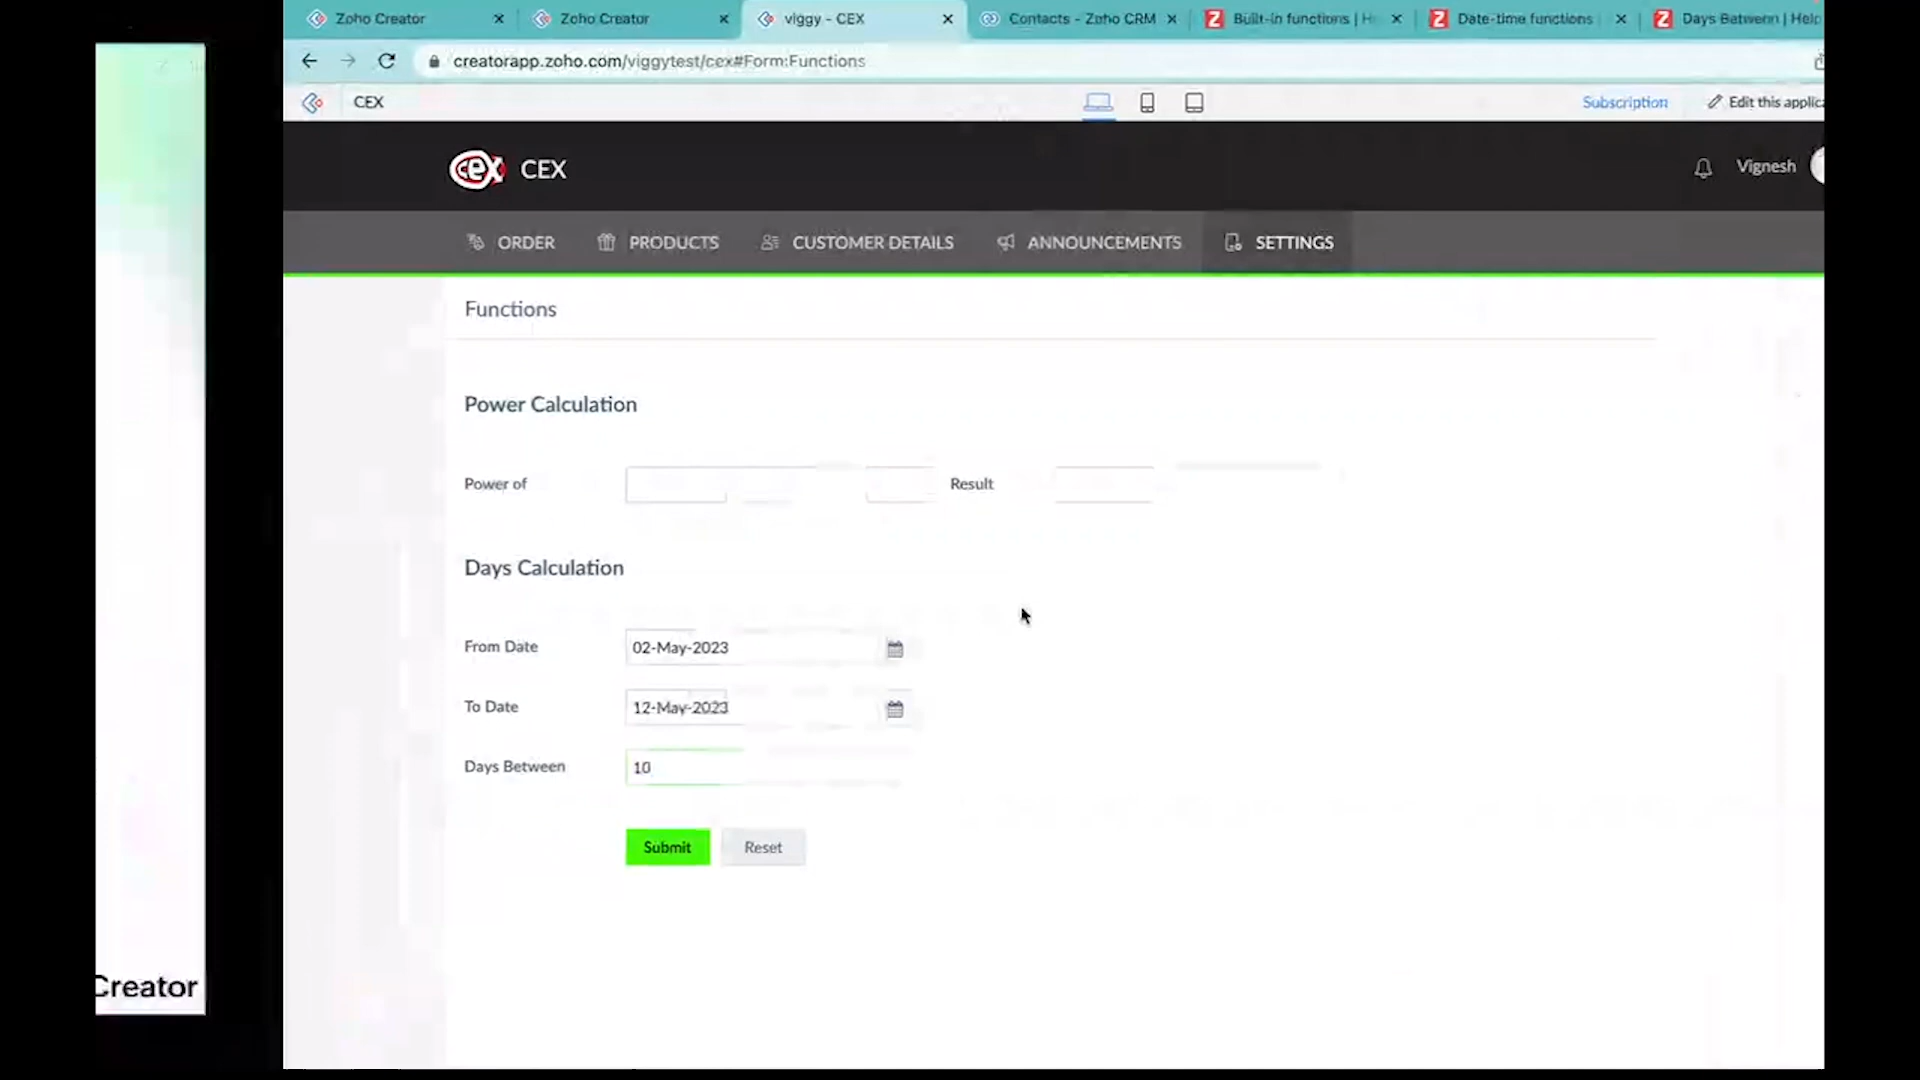 Zoho Creator
Zoho Creator
viggy - CEX
Contacts - Zoho CRM
Built-in functions | H
Date-time functions
Days Between | Help
creatorapp.zoho.com/viggytest/cex#Form:Functions
CEX
Subscription
Edit this applica
cex CEX
Vignesh
ORDER
PRODUCTS
CUSTOMER DETAILS
ANNOUNCEMENTS
SETTINGS
Functions
Power Calculation
Power of
Result
Days Calculation
From Date
02-May-2023
To Date
12-May-2023
Days Between
10
Submit
Reset
Creator